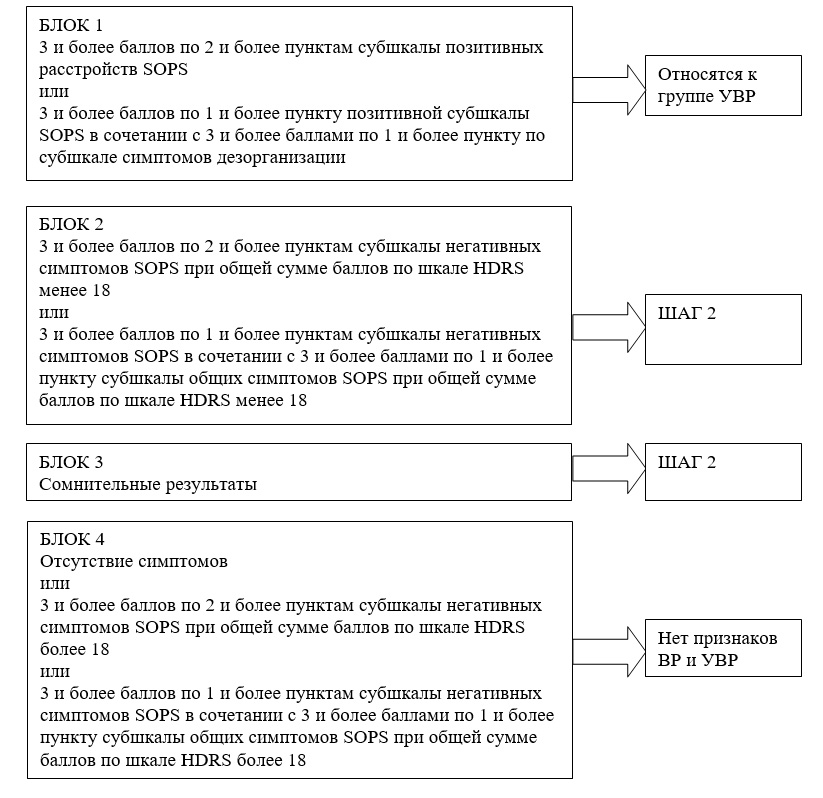 БЛОК 1
3 и более баллов по 2 и более пунктам субшкалы позитивных
расстройств SOPS
или
3 и более баллов по 1 и более пункту позитивной субшкалы
SOPS в сочетании с 3 и более баллами по 1 и более пункту по
субшкале симптомов дезорганизации
Относятся к
группе УВР
БЛОК 2
3 и более баллов по 2 и более пунктам субшкалы негативных
симптомов SOPS при общей сумме баллов по шкале HDRS
менее 18
или
3 и более баллов по 1 и более пунктам субшкалы негативных
симптомов SOPS в сочетании с 3 и более баллами по 1 и более
пункту субшкалы общих симптомов SOPS при общей сумме
баллов по шкале HDRS менее 18
ШАГ 2
БЛОК 3
Сомнительные результаты
ШАГ 2
БЛОК 4
Отсутствие симптомов
или
3 и более баллов по 2 и более пунктам субшкалы негативных
симптомов SOPS при общей сумме баллов по шкале HDRS
более 18
или
3 и более баллов по 1 и более пунктам субшкалы негативных
симптомов SOPS в сочетании с 3 и более баллами по 1 и более
пункту субшкалы общих симптомов SOPS при общей сумме
баллов по шкале HDRS более 18
Нет признаков
ВР и УВР